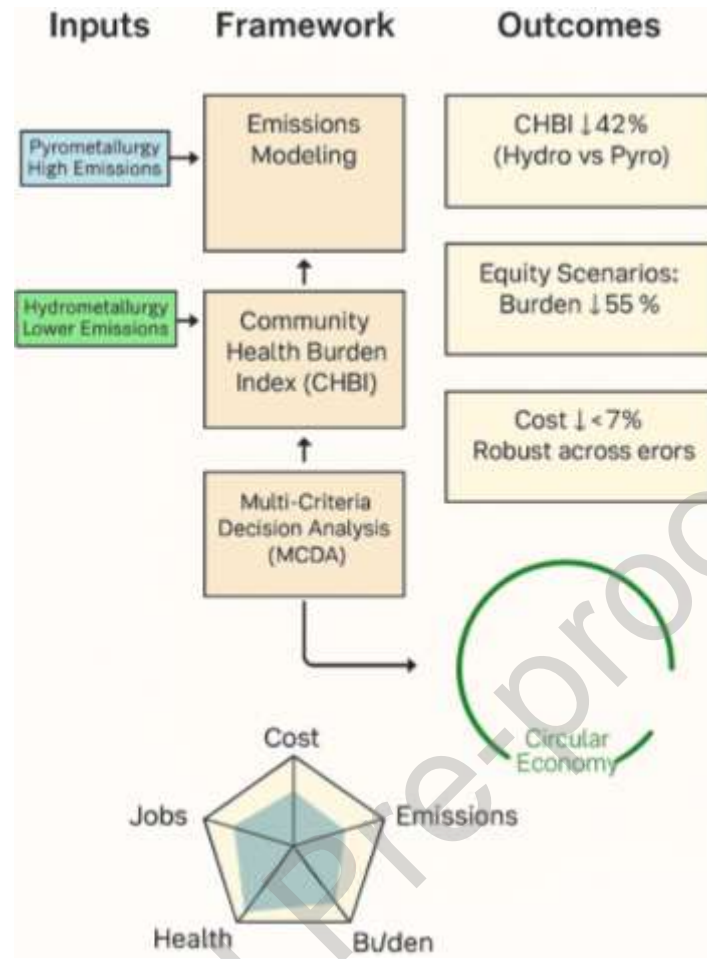 Inputs
Framework
Outcomes
Pyrometallurgy
High Emissions
Emissions
Modeling
CHBI ↓42%
(Hydro vs Pyro)
Hydrometallurgy
Lower Emissions
Community
Health Burden
Index (CHBI)
Equity Scenarios:
Burden ↓55 %
Multi-Criteria
Decision Analysis
(MCDA)
Cost ↓<7%
Robust across erors
Circular
Economy
Cost
Jobs
Emissions
Health
Bu/den
Pre-proo